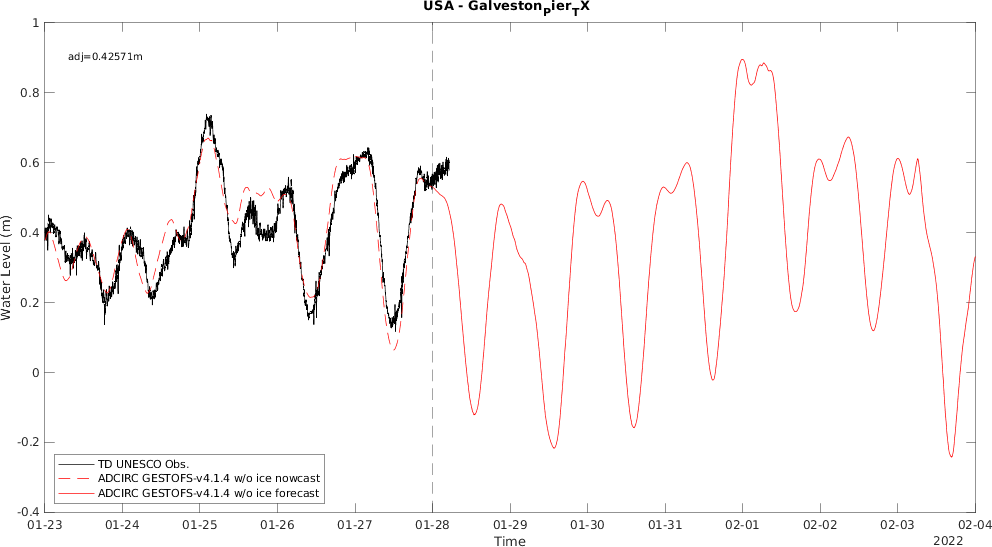 USA - Galveston_Pier_TX
1
adj=0.42571m
0.8
0.6
0.4
0.2
0
-0.2
-0.4
Water Level (m)
TD UNESCO Obs.
ADCIRC GESTOFS-v4.1.4 w/o ice nowcast
ADCIRC GESTOFS-v4.1.4 w/o ice forecast
01-23 01-24 01-25 01-26 01-27 01-28 01-29 01-30 01-31 02-01 02-02 02-03 02-04
Time
2022